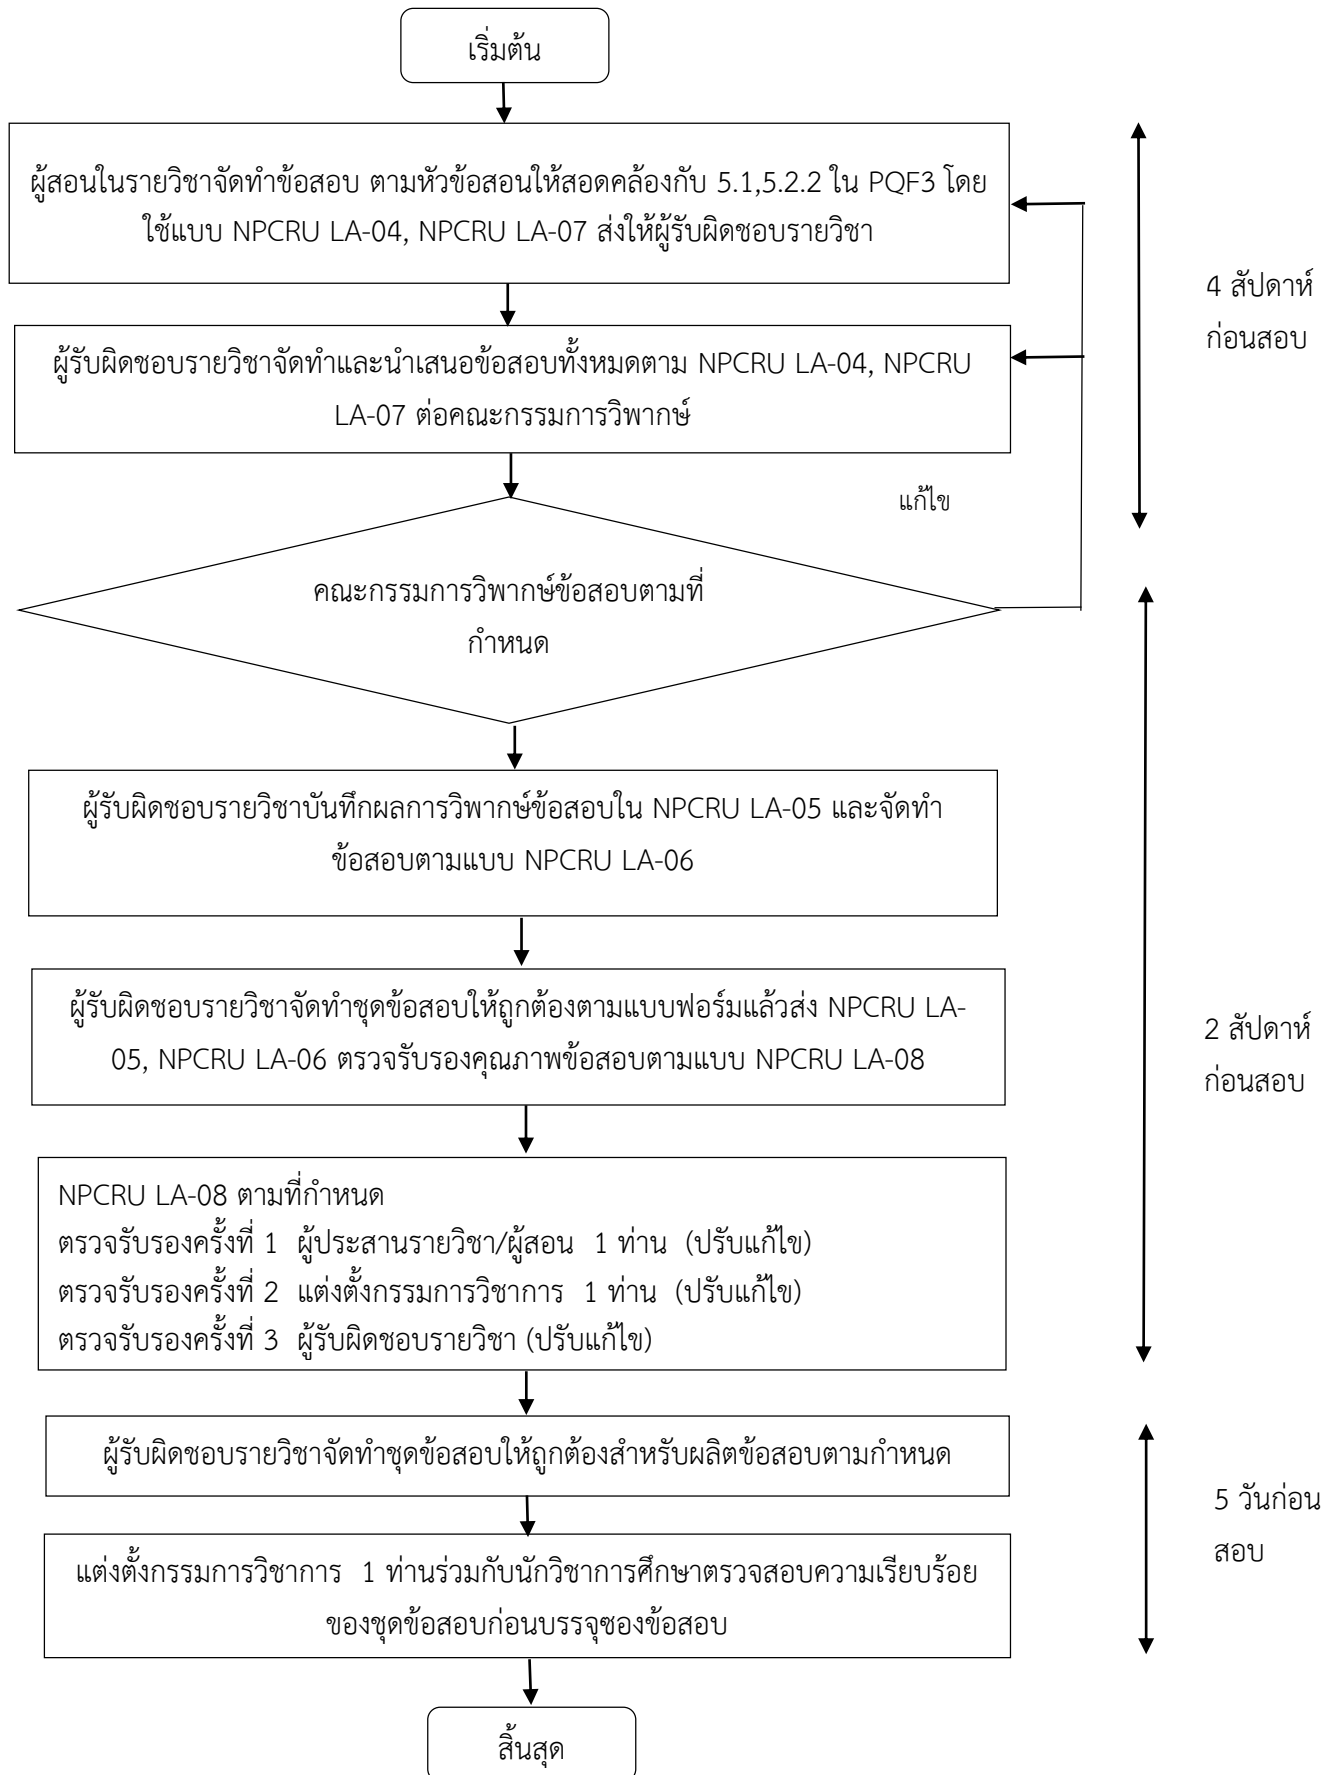 เริ่มต้น
ผู้สอนในรายวิชาจัดทำข้อสอบ ตามหัวข้อสอนให้สอดคล้องกับ 5.1,5.2.2 ใน PQF3 โดย
ใช้แบบ NPCRU LA-04, NPCRU LA-07 ส่งให้ผู้รับผิดชอบรายวิชา
4 สัปดาห์
ก่อนสอบ
ผู้รับผิดชอบรายวิชาจัดทำและนำเสนอข้อสอบทั้งหมดตาม NPCRU LA-04, NPCRU
LA-07 ต่อคณะกรรมการวิพากษ์
แก้ไข
คณะกรรมการวิพากษ์ข้อสอบตามที่
กำหนด
ผู้รับผิดชอบรายวิชาบันทึกผลการวิพากษ์ข้อสอบใน NPCRU LA-05 และจัดทำ
ข้อสอบตามแบบ NPCRU LA-06
ผู้รับผิดชอบรายวิชาจัดทำชุดข้อสอบให้ถูกต้องตามแบบฟอร์มแล้วส่ง NPCRU LA-
05, NPCRU LA-06 ตรวจรับรองคุณภาพข้อสอบตามแบบ NPCRU LA-08
2 สัปดาห์
ก่อนสอบ
NPCRU LA-08 ตามที่กำหนด
ตรวจรับรองครั้งที่ 1 ผู้ประสานรายวิชา/ผู้สอน 1 ท่าน (ปรับแก้ไข)
ตรวจรับรองครั้งที่ 2 แต่งตั้งกรรมการวิชาการ 1 ท่าน (ปรับแก้ไข)
ตรวจรับรองครั้งที่ 3 ผู้รับผิดชอบรายวิชา (ปรับแก้ไข)
ผู้รับผิดชอบรายวิชาจัดทำชุดข้อสอบให้ถูกต้องสำหรับผลิตข้อสอบตามกำหนด
5 วันก่อน
สอบ
แต่งตั้งกรรมการวิชาการ 1 ท่านร่วมกับนักวิชาการศึกษาตรวจสอบความเรียบร้อย
ของชุดข้อสอบก่อนบรรจุซองข้อสอบ
สิ้นสุด